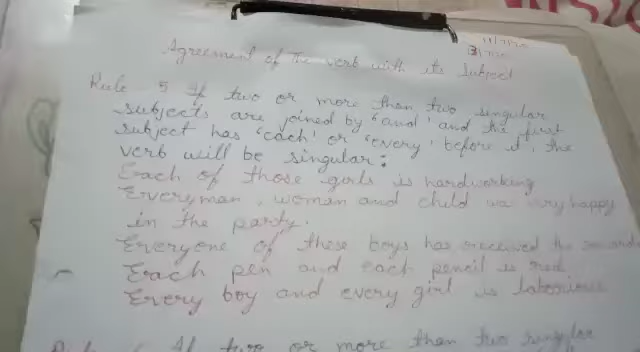 Agreement of the verb with its Subject
Rule 5 If two or more than two singular
subjects are joined by 'and' and the first
subject has 'each' or 'every' before it, the
verb will be singular:
Each of those girls is hardworking
Everyman, woman and child very happy
in the party.
Everyone of these boys has received the
Each pen and each pencil is red
Every boy and every girl is laborious
If two or more than two singular